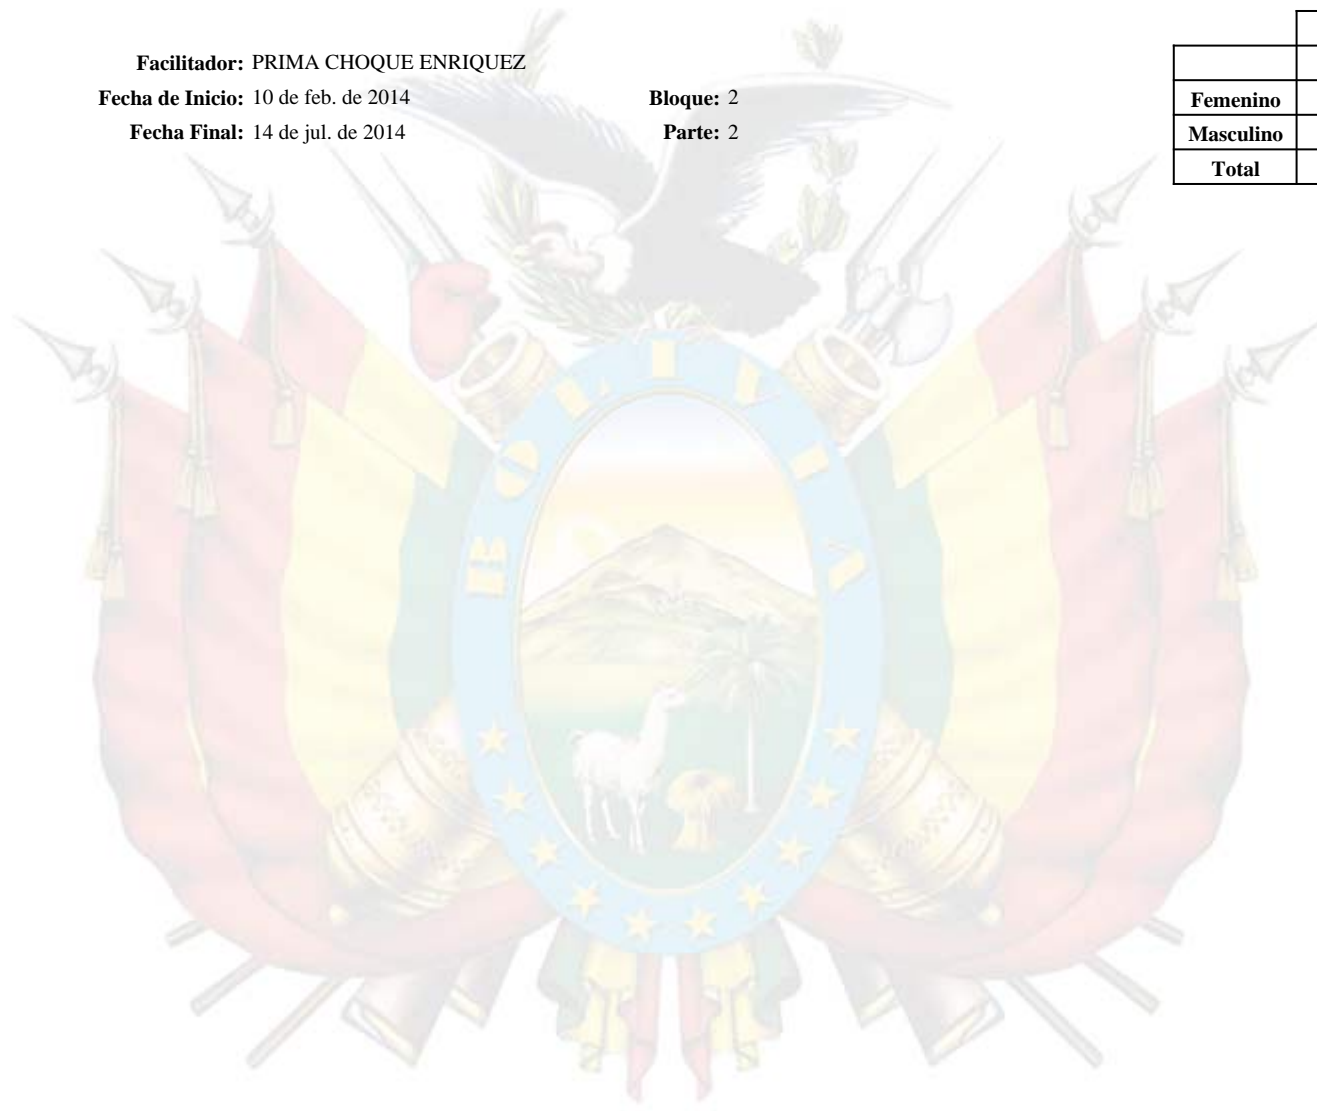 Facilitador: PRIMA CHOQUE ENRIQUEZ
Fecha de Inicio: 10 de feb. de 2014 Bloque: 2
Fecha Final: 14 de jul. de 2014 Parte: 2
Femenino
Masculino
Total
BOLIVIA